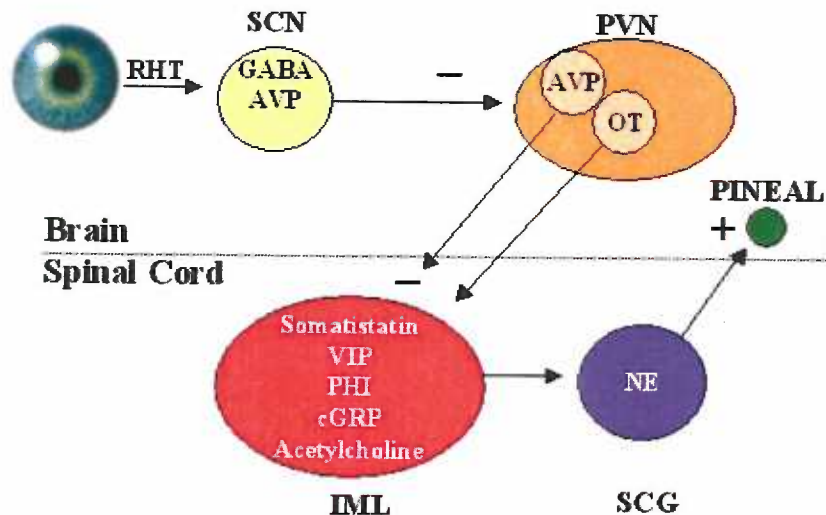 SCN
PVN
RHT
GABA
AVP
–
AVP
OT
PINEAL
+
Brain
Spinal Cord
–
Somatistatin
VIP
PHI
cGRP
Acetylcholine
NE
IML
SCG